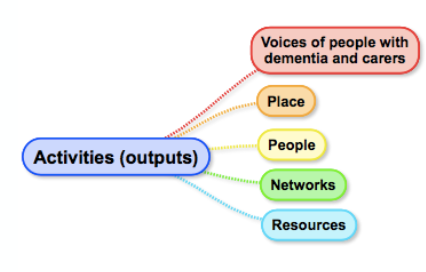 Voices of people with
dementia and carers
Place
People
Activities (outputs)
Networks
Resources